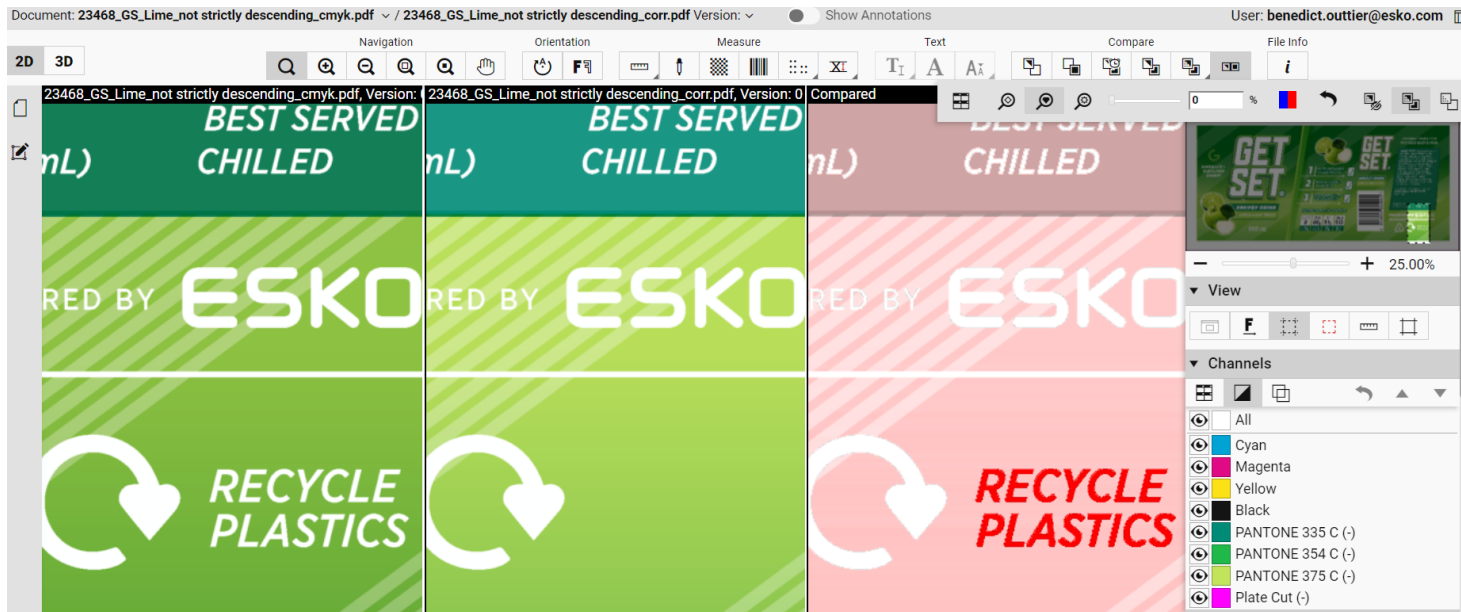 Document: 23468_GS_Lime_not strictly descending_cmyk.pdf / 23468_GS_Lime_not strictly descending_corr.pdf Version: Show Annotations User: benedict.outtier@esko.com
Navigation Orientation Measure Text Compare File Info
2D 3D
23468_GS_Lime_not strictly descending_cmyk.pdf, Version:
23468_GS_Lime_not strictly descending_corr.pdf, Version: 0
Compared
0 %
BEST SERVED
mL) CHILLED
RED BY ESKO
RECYCLE
PLASTICS
BEST SERVED
mL) CHILLED
RED BY ESKO
BEST SERVED
mL) CHILLED
RED BY ESKO
RECYCLE
PLASTICS
GET
SET
GET
SET
25.00%
View
Channels
All
Cyan
Magenta
Yellow
Black
PANTONE 335 C (-)
PANTONE 354 C (-)
PANTONE 375 C (-)
Plate Cut (-)